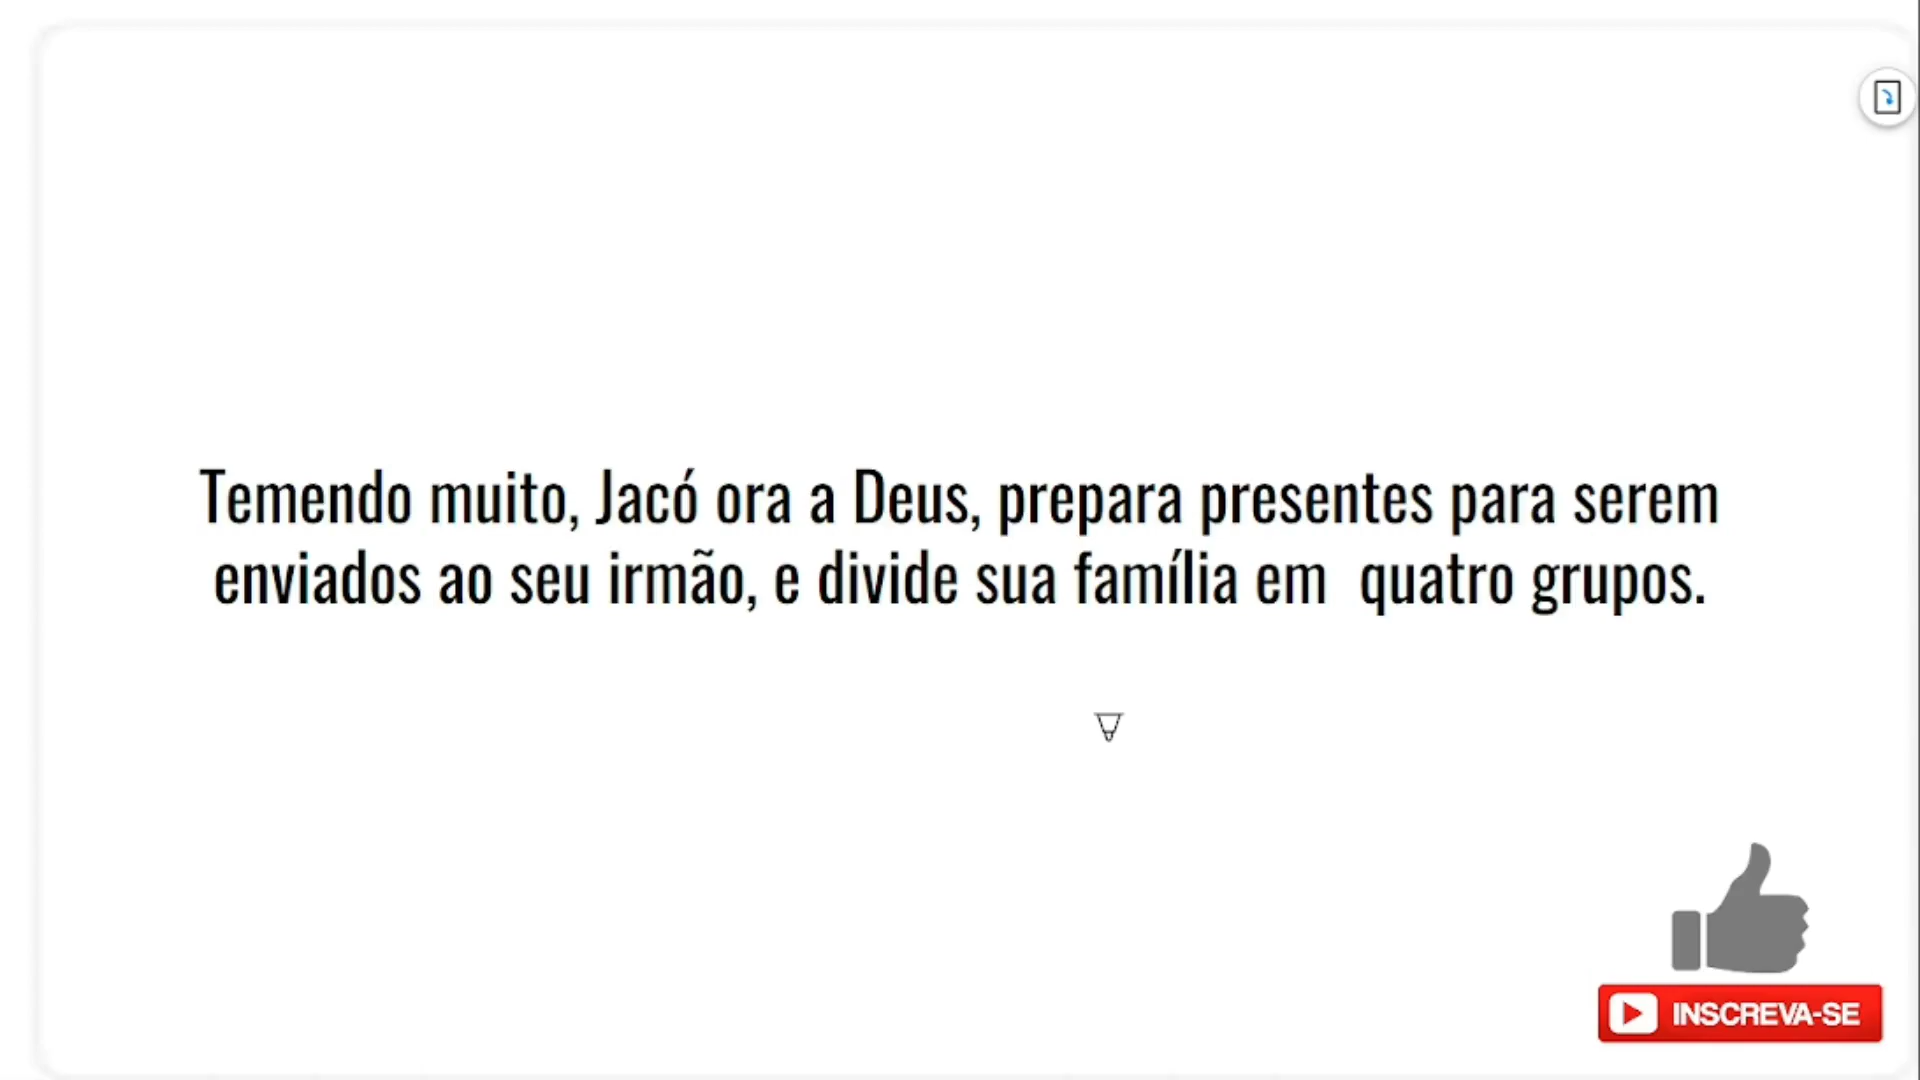 Temendo muito, Jacó ora a Deus, prepara presentes para serem
enviados ao seu irmão, e divide sua família em  quatro grupos.
INSCREVA-SE